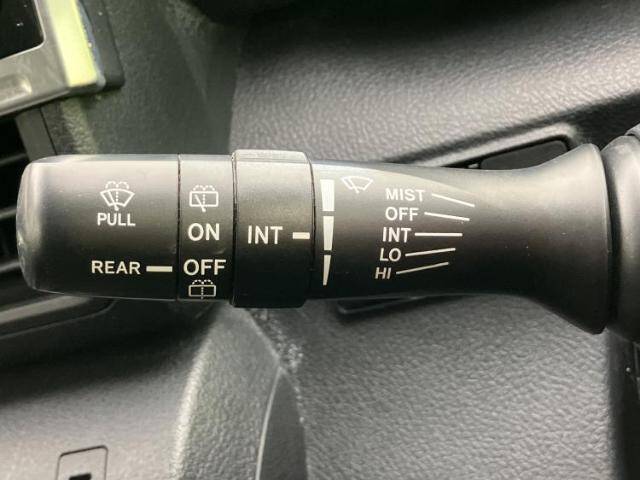 PULL
REAR
ON
OFF
INT
MIST
OFF
INT
LO
HI